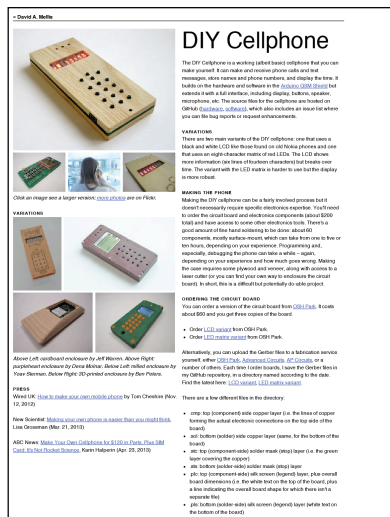 « David A. Mellis
DIY Cellphone
The DIY Cellphone is a working (albeit basic) cellphone that you can
make yourself. It can make and receive phone calls and text
messages, store names and phone numbers, and display the time. It
builds on the hardware and software in the Arduino GSM Shield but
extends it with a full interface, including display, buttons, speaker,
microphone, etc. The source files for the cellphone are hosted on
GitHub (hardware, software), which also includes an issue list where
you can file bug reports or request enhancements.
VARIATIONS
There are two main variants of the DIY cellphone: one that uses a
black and white LCD like those found on old Nokia phones and one
that uses an eight-character matrix of red LEDs. The LCD shows
more information (six lines of fourteen characters) but breaks over
time. The variant with the LED matrix is harder to use but the display
is more robust.
MAKING THE PHONE
Making the DIY cellphone can be a fairly involved process but it
doesn't necessarily require specific electronics expertise. You'll need
to order the circuit board and electronics components (about $200
total) and have access to some other electronics tools. There's a
good amount of fine hand soldering to be done: about 60
components, mostly surface-mount, which can take from one to five or
ten hours, depending on your experience. Programming and,
especially, debugging the phone can take a while – again,
depending on your experience and how much goes wrong. Making
the case requires some plywood and veneer, along with access to a
laser cutter (or you can find your own way to enclosure the circuit
board). In short, this is a difficult but potentially do-able project.
ORDERING THE CIRCUIT BOARD
You can order a version of the circuit board from OSH Park. It costs
about $60 and you get three copies of the board.
• Order LCD variant from OSH Park.
• Order LED matrix variant from OSH Park.
Alternatively, you can upload the Gerber files to a fabrication service
yourself, either OSH Park, Advanced Circuits, AP Circuits, or a
number of others. Each time I order boards, I leave the Gerber files in
my GitHub repository, in a directory named according to the date.
Find the latest here: LCD variant, LED matrix variant.
There are a few different files in the directory:
• .cmp: top (component) side copper layer (i.e. the lines of copper
forming the actual electronic connections on the top side of the
board)
• .sol: bottom (solder) side copper layer (same, for the bottom of the
board)
• .stc: top (component)-side solder mask (stop) layer (i.e. the green
layer covering the copper)
• .sts: bottom (solder)-side solder mask (stop) layer
• .plc: top (component)-side silk screen (legend) layer, plus overall
board dimensions (i.e. the white text on the top of the board, plus
a line indicating the overall board shape for which there isn't a
separate file)
• .pls: bottom (solder)-side silk screen (legend) layer (white text on
the bottom of the board)
Click an image see a larger version; more photos are on Flickr.
VARIATIONS
Above Left: cardboard enclosure by Jeff Warren. Above Right:
purpleheart enclosure by Dena Molnar. Below Left: milled enclosure by
Yoav Sterman. Below Right: 3D-printed enclosure by Ben Peters.
PRESS
Wired UK: How to make your own mobile phone by Tom Cheshire (Nov.
12, 2012)
New Scientist: Making your own phone is easier than you might think,
Lisa Grossman (Mar. 21, 2013)
ABC News: Make Your Own Cellphone for $120 in Parts, Plus SIM
Card: It's Not Rocket Science, Karin Halperin (Apr. 23, 2013)